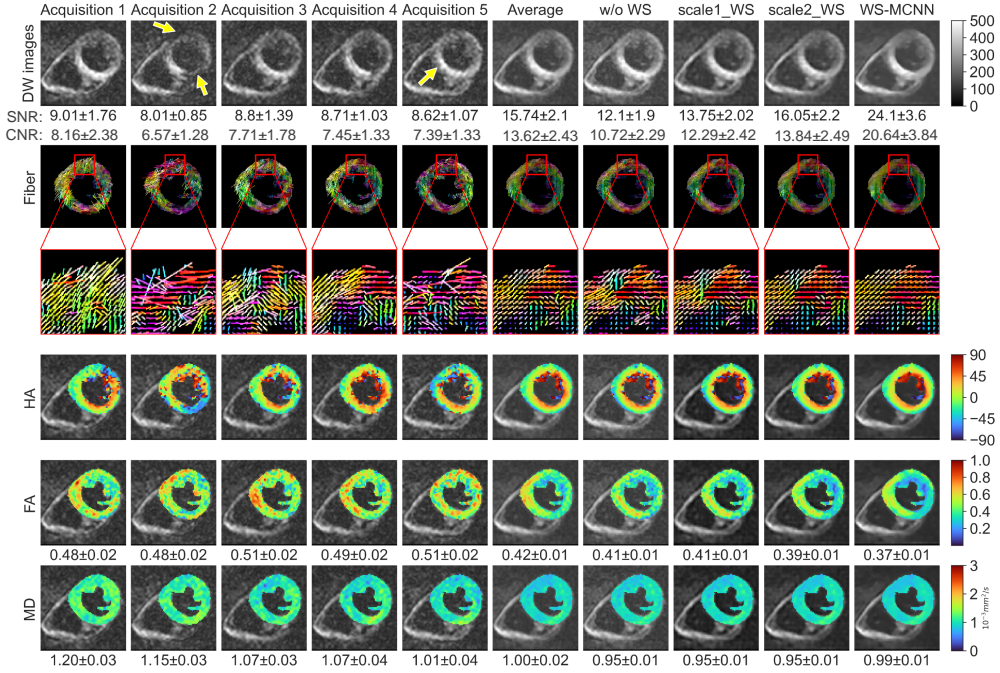 Acquisition 1 Acquisition 2 Acquisition 3 Acquisition 4 Acquisition 5 Average w/o WS scale1_WS scale2_WS WS-MCNN
DW images
500
400
300
200
100
0
SNR: 9.01±1.76 8.01±0.85 8.8±1.39 8.71±1.03 8.62±1.07 15.74±2.1 12.1±1.9 13.75±2.02 16.05±2.2 24.1±3.6
CNR: 8.16±2.38 6.57±1.28 7.71±1.78 7.45±1.33 7.39±1.33 13.62±2.43 10.72±2.29 12.29±2.42 13.84±2.49 20.64±3.84
Fiber
HA
90
45
0
−45
−90
FA
1.0
0.8
0.6
0.4
0.2
0.48±0.02 0.48±0.02 0.51±0.02 0.49±0.02 0.51±0.02 0.42±0.01 0.41±0.01 0.41±0.01 0.39±0.01 0.37±0.01
MD
3
2
1
0
10⁻³mm²/s
1.20±0.03 1.15±0.03 1.07±0.03 1.07±0.04 1.01±0.04 1.00±0.02 0.95±0.01 0.95±0.01 0.95±0.01 0.99±0.01